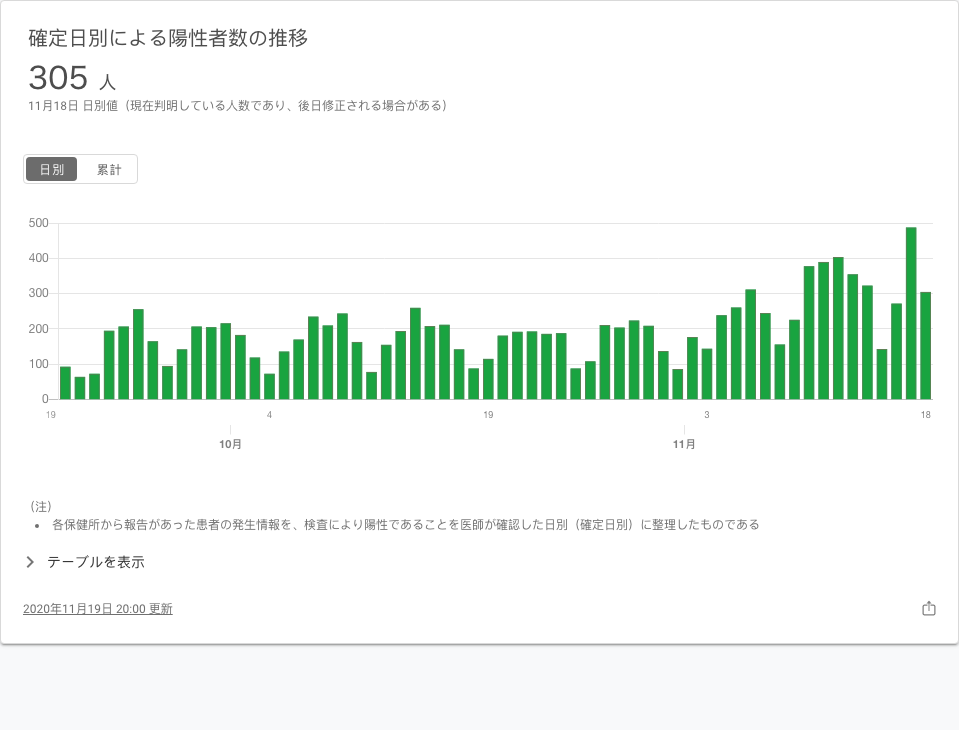 確定日別による陽性者数の推移
305 人
11月18日 日別値（現在判明している人数であり、後日修正される場合がある）
日別 累計
500
400
300
200
100
0
19 4 19 3 18
10月 11月
（注）
• 各保健所から報告があった患者の発生情報を、検査により陽性であることを医師が確認した日別（確定日別）に整理したものである
テーブルを表示
2020年11月19日 20:00 更新